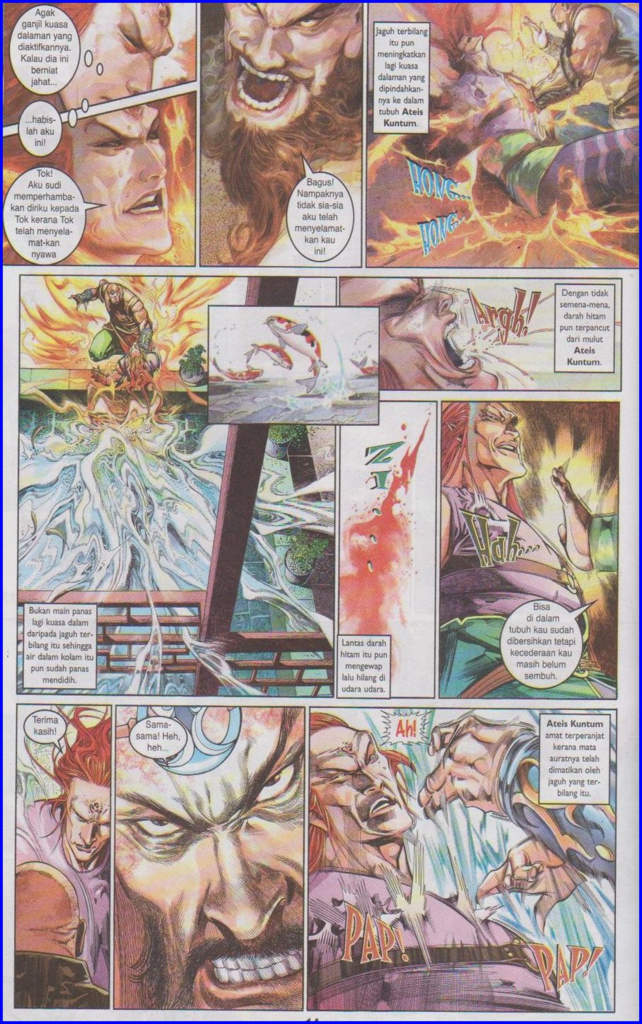 Agak
ganjil kuasa
dalaman yang
diaktifkannya.
Kalau dia ini
berniat
jahat...
...habis-
lah aku
ini!
Tok!
Aku sudi
memperhamba-
kan diriku kepada
Tok kerana Tok
telah menyela-
mat-kan
nyawa
Bagus!
Nampaknya
tidak sia-sia
aku telah
menyelamat-
kan kau
ini!
Jaguh terbilang
itu pun
meningkatkan
lagi kuasa
dalaman yang
dipindahkan-
nya ke dalam
tubuh Ateis
Kuntum.
HONG...
HONG...
Argh!
Dengan tidak
semena-mena,
darah hitam
pun terpancut
dari mulut
Ateis
Kuntum.
Bukan main panas
lagi kuasa dalam
daripada jaguh ter-
bilang itu sehingga
air dalam kolam itu
pun sudah panas
mendidih.
ZI...
Lantas darah
hitam itu pun
mengewap
lalu hilang di
udara udara.
Hah...
Bisa
di dalam
tubuh kau sudah
dibersihkan tetapi
kecederaan kau
masih belum
sembuh.
Terima
kasih!
Sama-
sama! Heh,
heh...
Ah!
Ateis Kuntum
amat terperanjat
kerana mata
auratnya telah
dimatikan oleh
jaguh yang ter-
bilang itu.
PAP!
PAP!